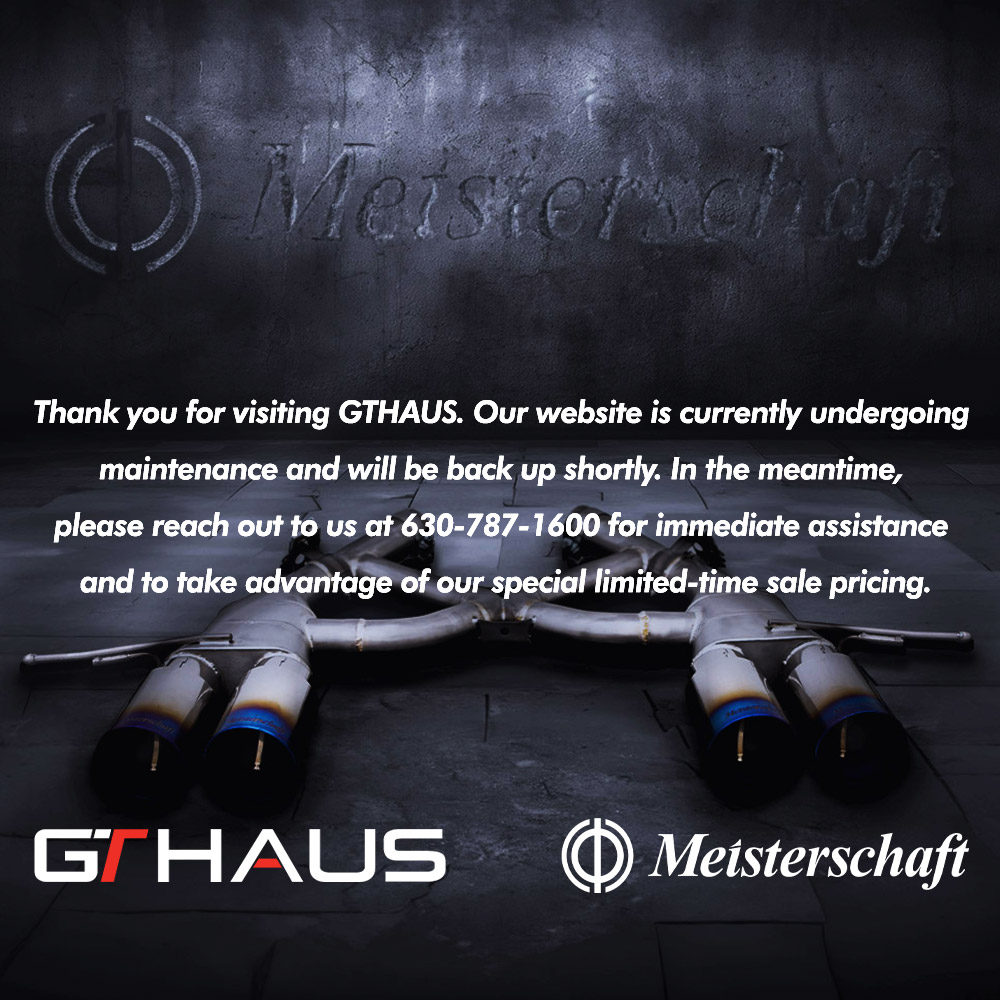 Meisterschaft
Thank you for visiting GTHAUS. Our website is currently undergoing
maintenance and will be back up shortly. In the meantime,
please reach out to us at 630-787-1600 for immediate assistance
and to take advantage of our special limited-time sale pricing.
GTHAUS
Meisterschaft